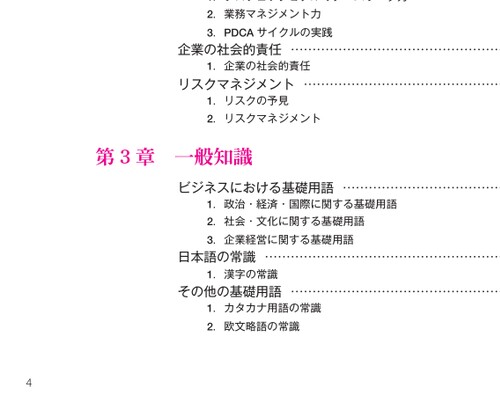 2. 業務マネジメント力
3. PDCA サイクルの実践
企業の社会的責任 ……………………………
1. 企業の社会的責任
リスクマネジメント ……………………………
1. リスクの予見
2. リスクマネジメント
第 3 章 一般知識
ビジネスにおける基礎用語 ……………………
1. 政治・経済・国際に関する基礎用語
2. 社会・文化に関する基礎用語
3. 企業経営に関する基礎用語
日本語の常識 ………………………………
1. 漢字の常識
その他の基礎用語 ……………………………
1. カタカナ用語の常識
2. 欧文略語の常識
4